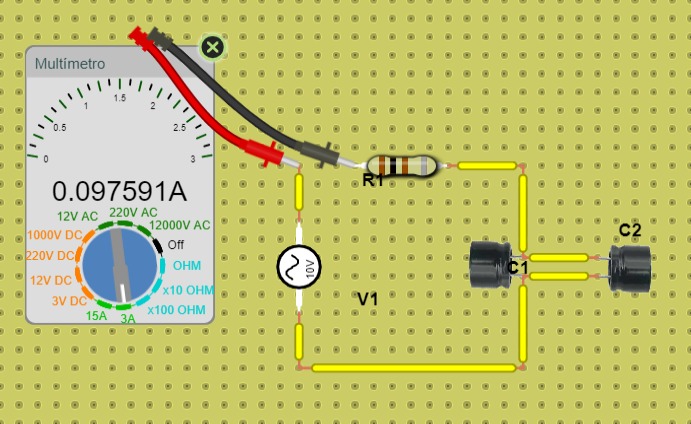 Multímetro
0
0.5
1
1.5
2
2.5
3
0.097591A
12V AC
220V AC
12000V AC
1000V DC
Off
220V DC
OHM
12V DC
x10 OHM
3V DC
x100 OHM
15A
3A
R1
10V
V1
C1
C2